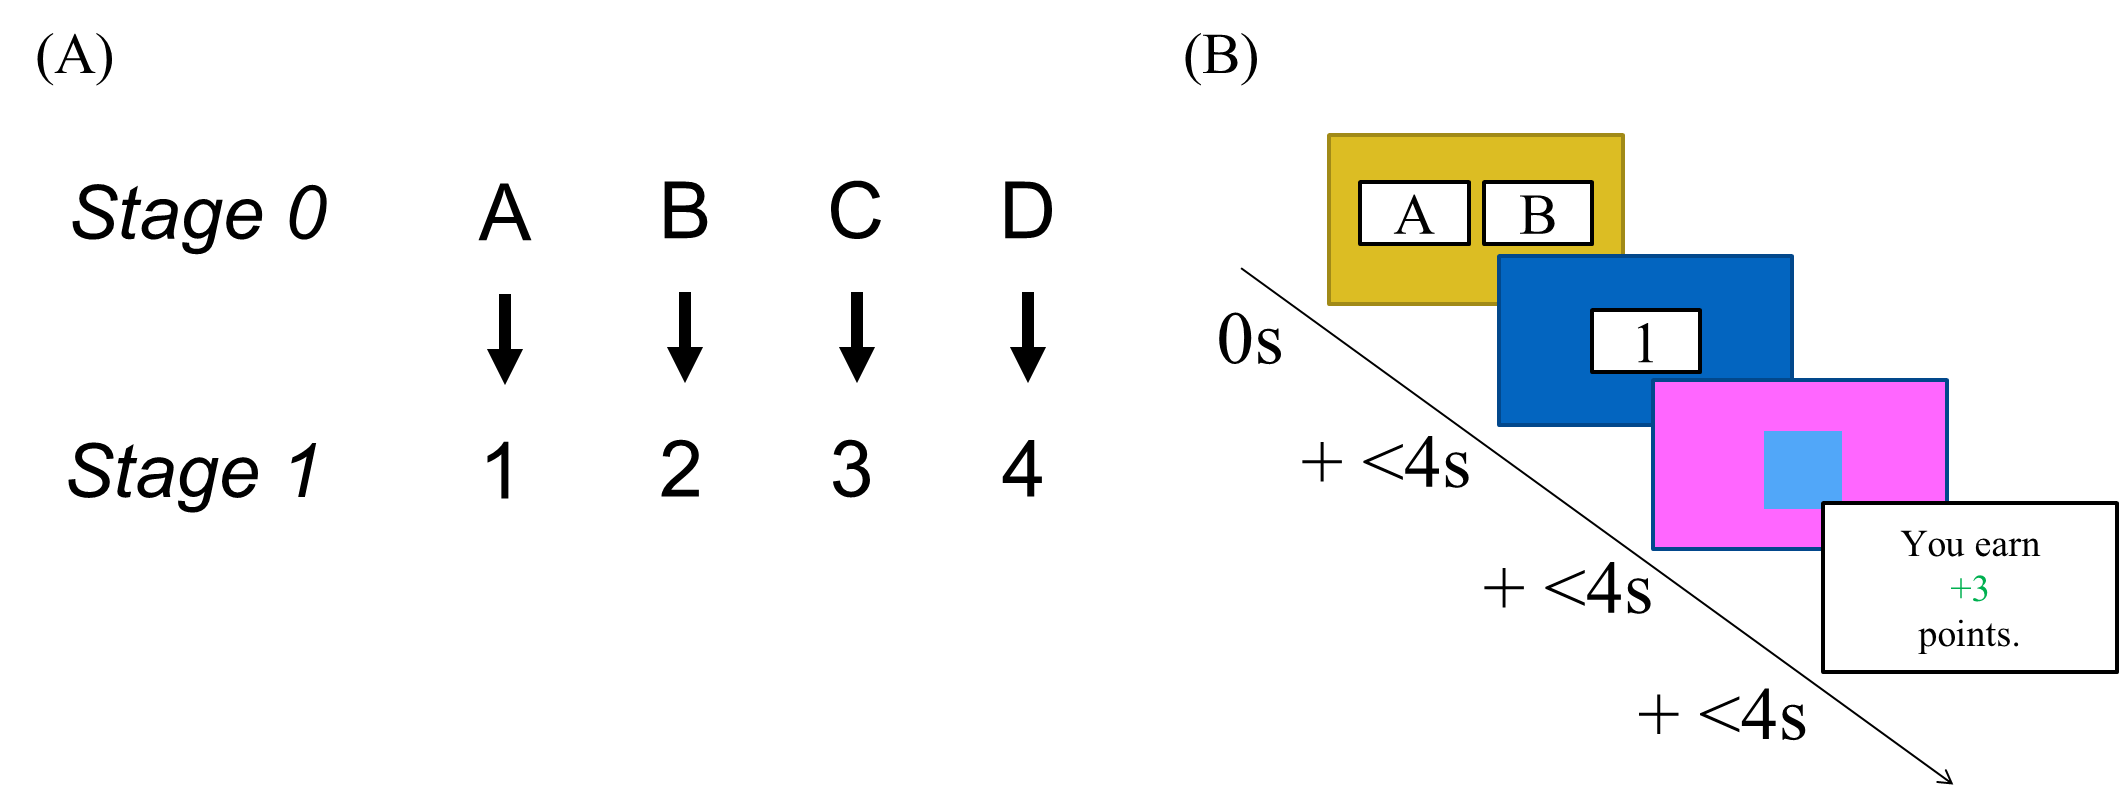 (A)
Stage 0 A B C D
Stage 1 1 2 3 4
(B)
A B
1
You earn
+3
points.
0s
+ <4s
+ <4s
+ <4s